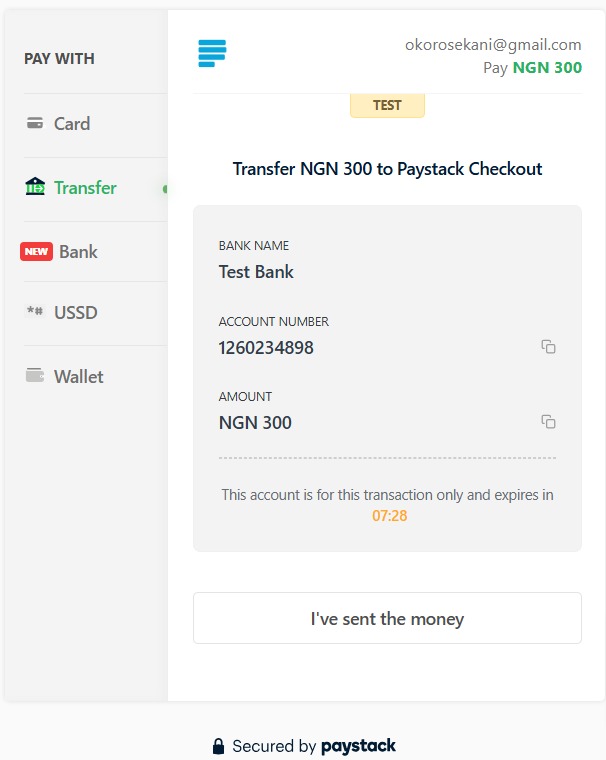 PAY WITH
Card
Transfer
NEW Bank
*# USSD
Wallet
okorosekani@gmail.com
Pay NGN 300
TEST
Transfer NGN 300 to Paystack Checkout
BANK NAME
Test Bank
ACCOUNT NUMBER
1260234898
AMOUNT
NGN 300
This account is for this transaction only and expires in
07:28
I've sent the money
Secured by paystack